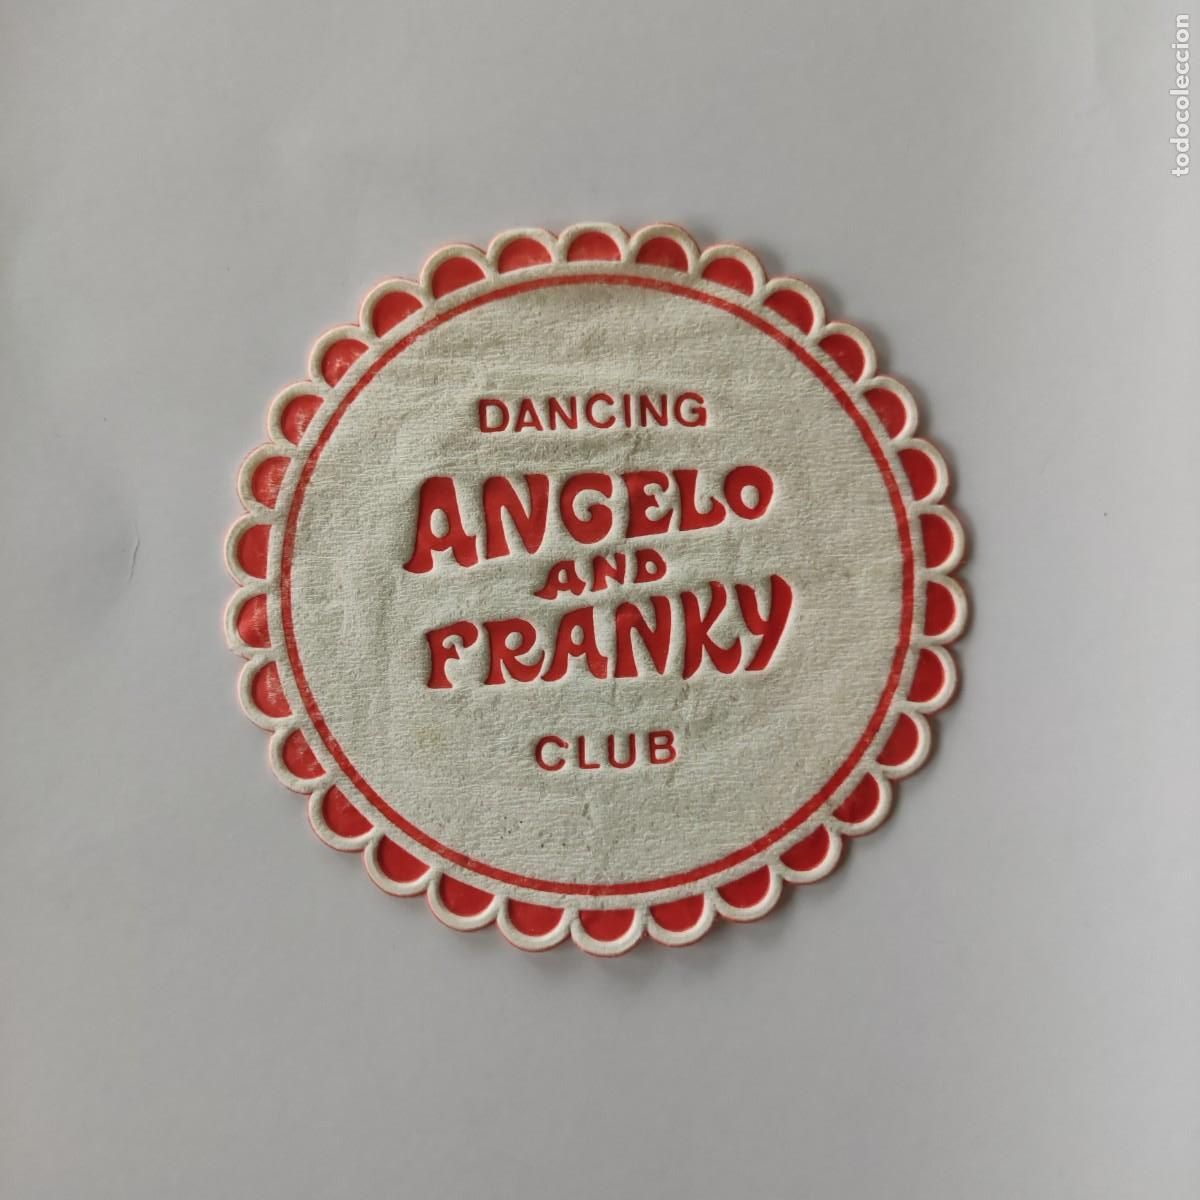 DANCING
ANGELO
AND
FRANKY
CLUB
todocoleccion